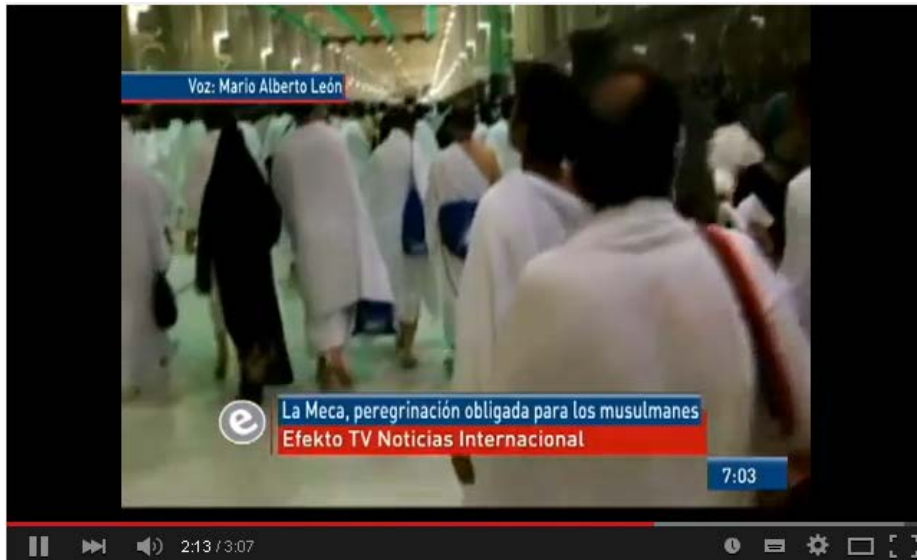 Voz: Mario Alberto León
La Meca, peregrinación obligada para los musulmanes
Efekto TV Noticias Internacional
7:03
2:13 / 3:07